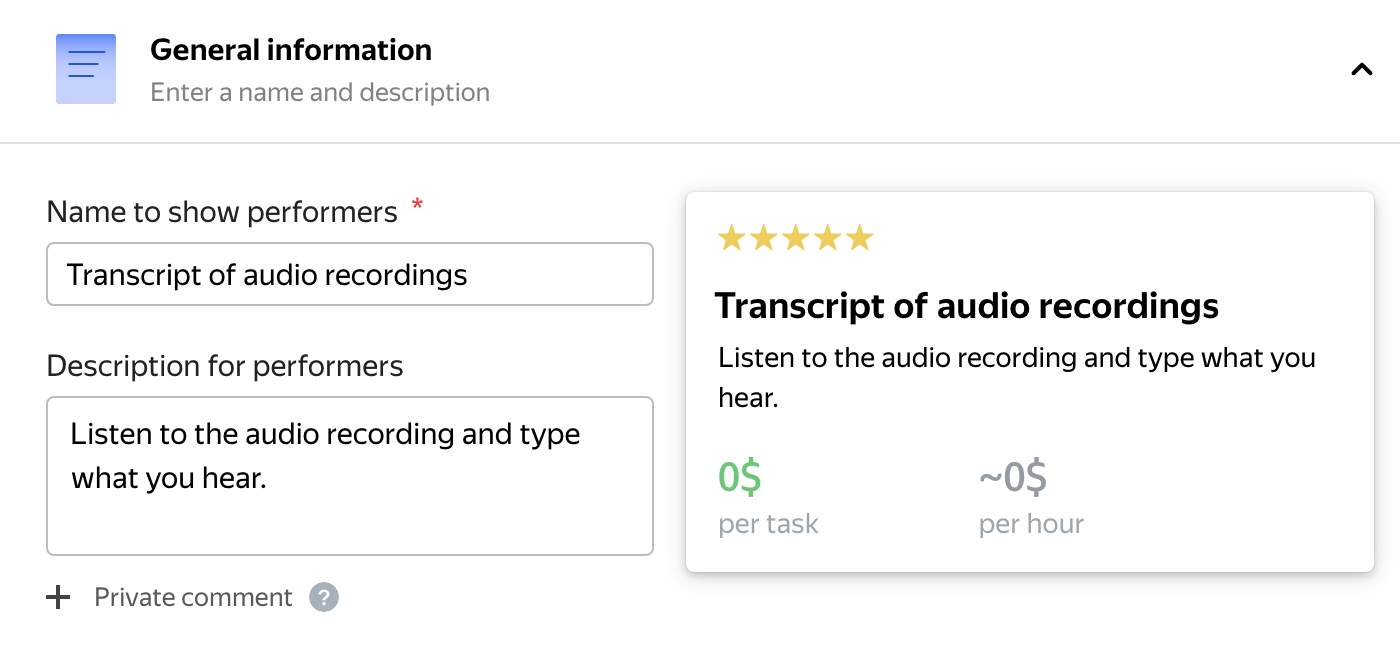 General information
Enter a name and description
Name to show performers *
Transcript of audio recordings
Description for performers
Listen to the audio recording and type
what you hear.
+ Private comment ?
Transcript of audio recordings
Listen to the audio recording and type what you
hear.
0$ ~0$
per task per hour